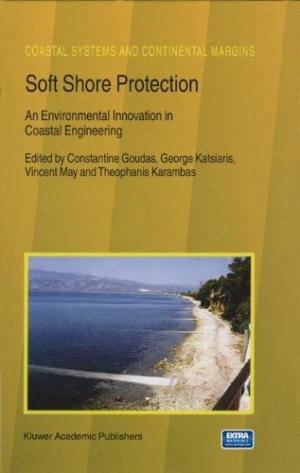 COASTAL SYSTEMS AND CONTINENTAL MARGINS
Soft Shore Protection
An Environmental Innovation in
Coastal Engineering
Edited by Constantine Goudas, George Katsiaris,
Vincent May and Theophanis Karambas
Kluwer Academic Publishers
EXTRA